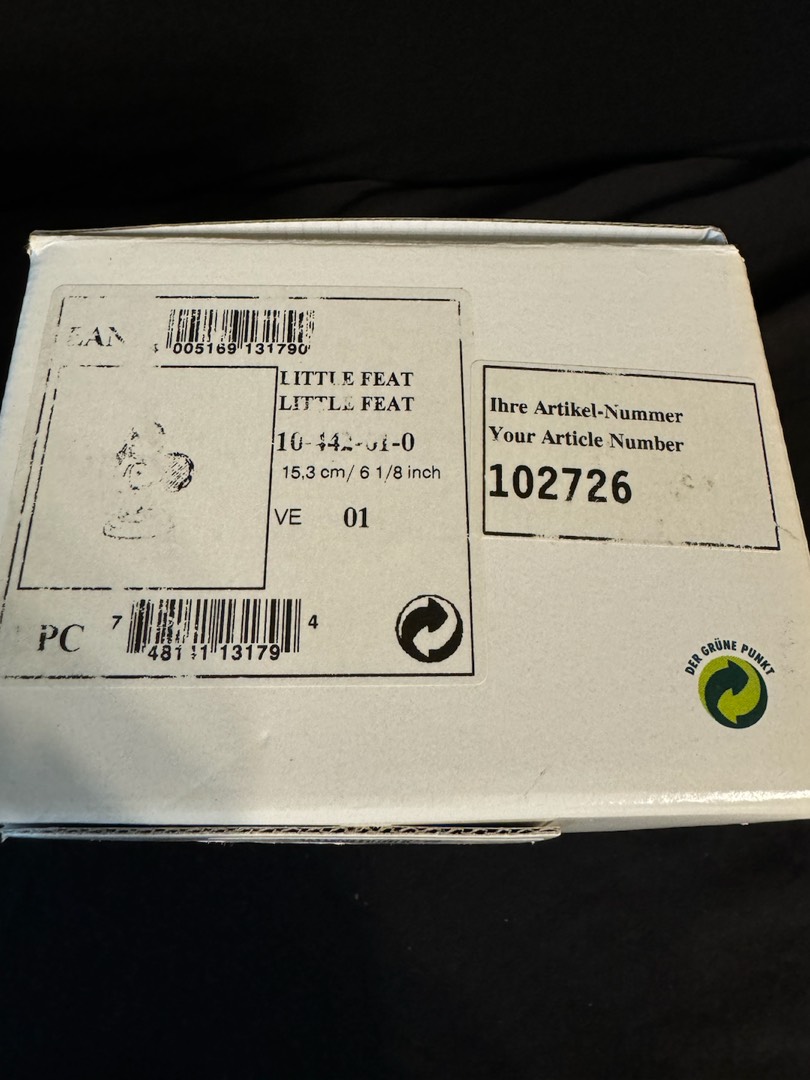 EAN
005169 131790
LITTLE FEAT
LITTLE FEAT
15,3 cm/ 6 1/8 inch
VE 01
PC
7 13179 4
Ihre Artikel-Nummer
Your Article Number
102726
DER GRÜNE PUNKT